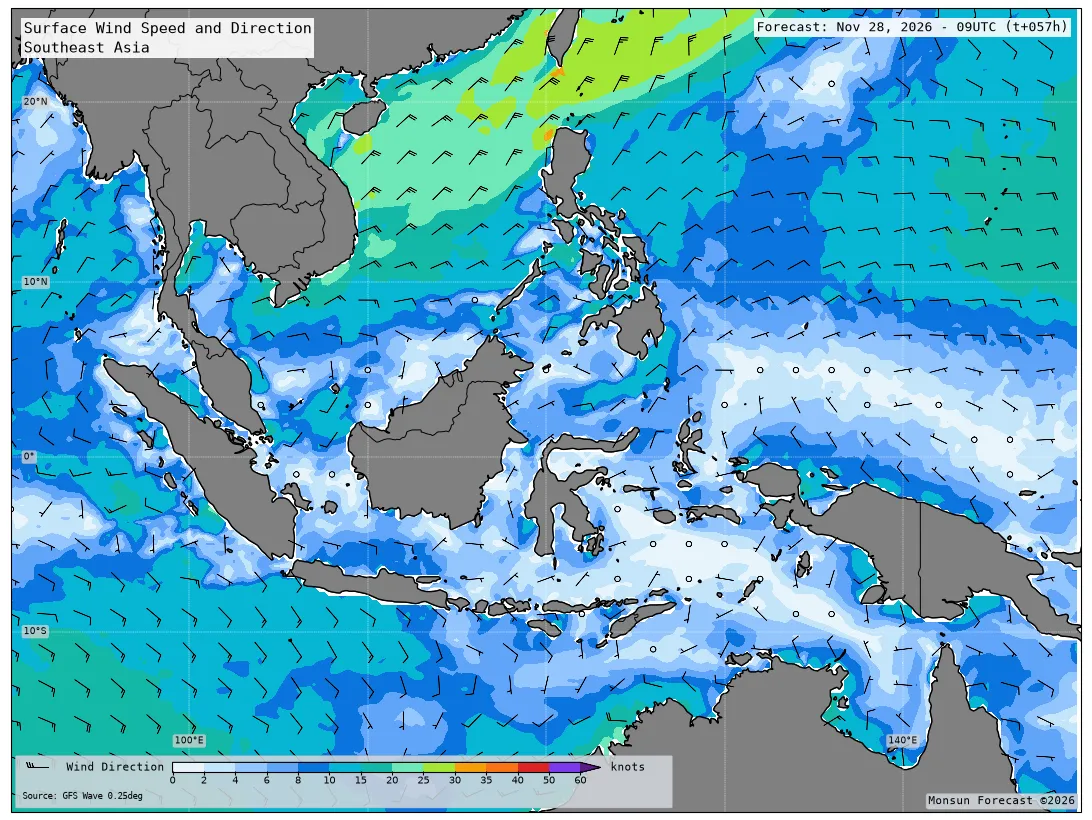 Surface Wind Speed and Direction
Southeast Asia
Forecast: Nov 28, 2026 - 09UTC (t+057h)
20°N
10°N
0°
10°S
100°E
140°E
Wind Direction
0 2 4 6 8 10 15 20 25 30 35 40 50 60
knots
Source: GFS Wave 0.25deg
Monsun Forecast ©2026